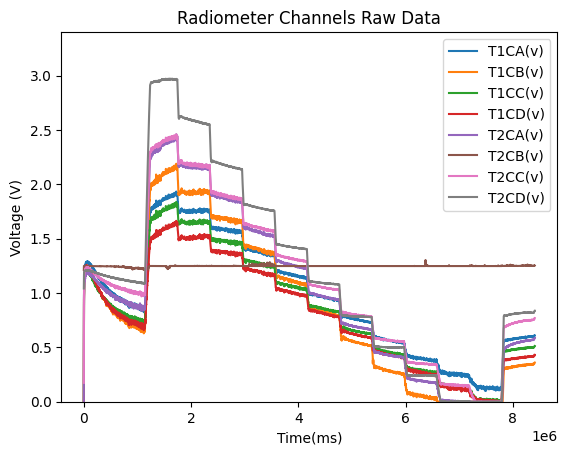 Radiometer Channels Raw Data
T1CA(v)
T1CB(v)
T1CC(v)
T1CD(v)
T2CA(v)
T2CB(v)
T2CC(v)
T2CD(v)
Voltage (V)
3.0
2.5
2.0
1.5
1.0
0.5
0.0
0
2
4
6
8
1e6
Time(ms)